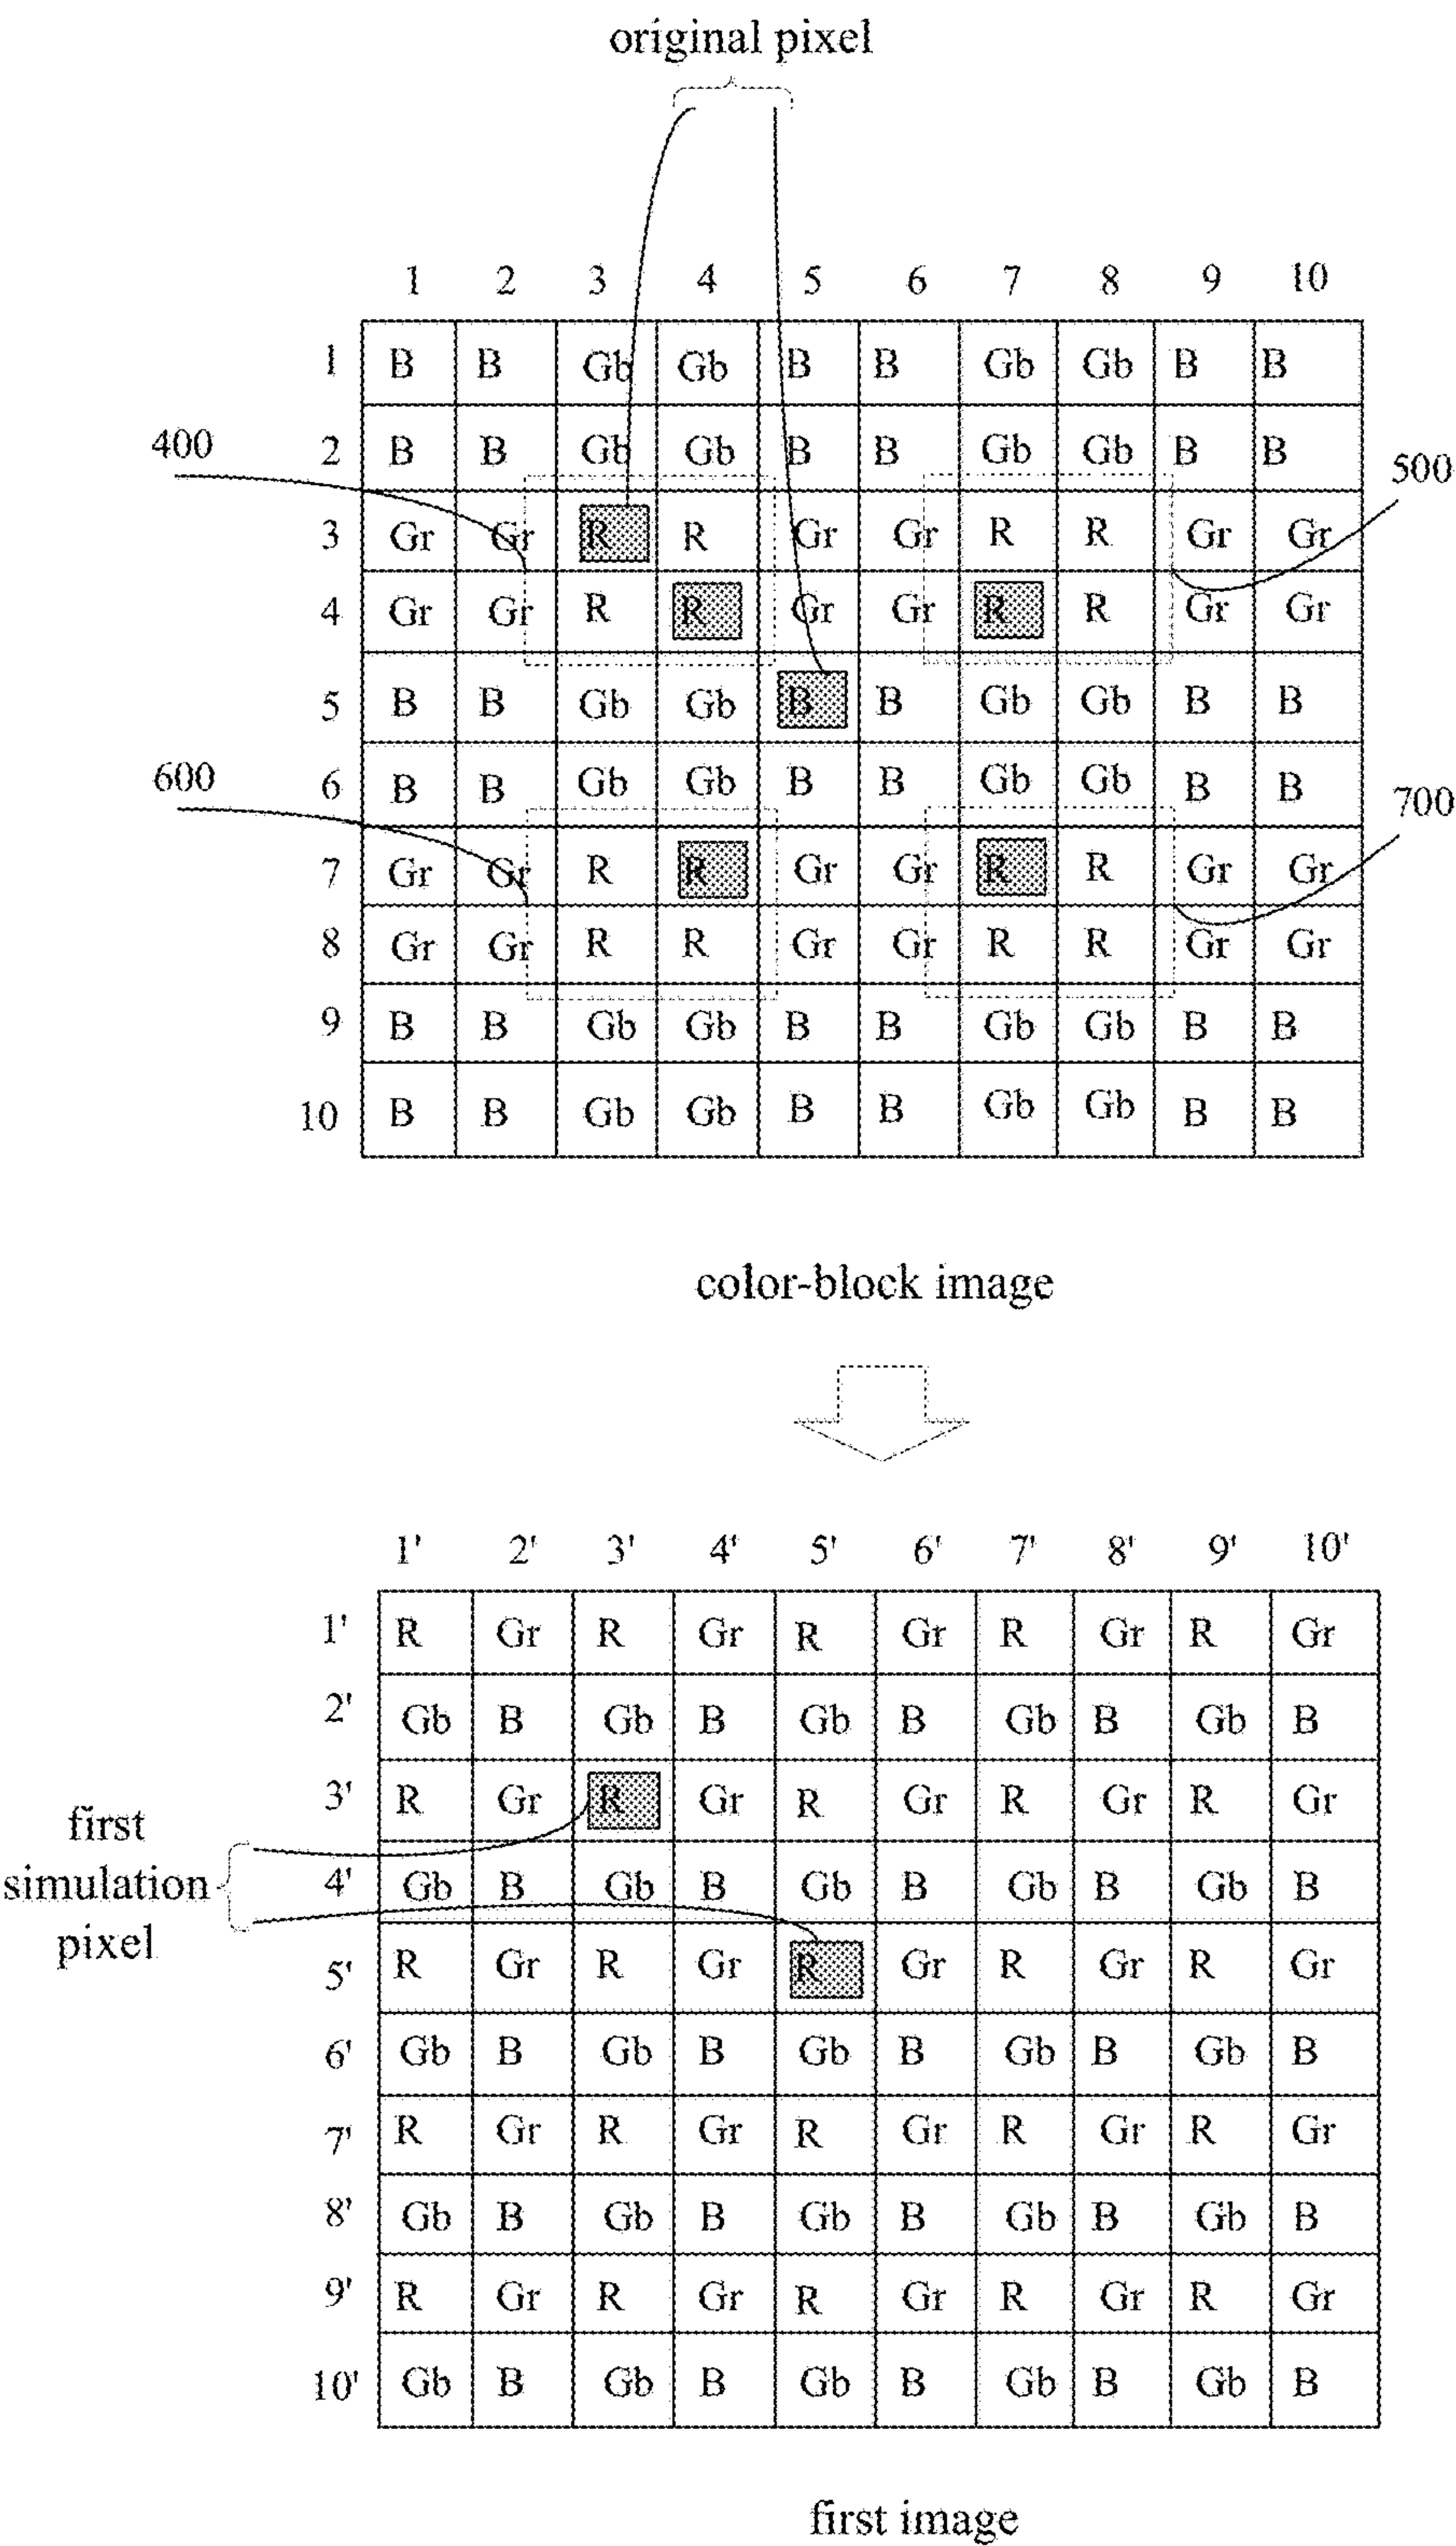 original pixel
1 2 3 4 5 6 7 8 9 10
1 B B Gb Gb B B Gb Gb B B
400
2 B B Gb Gb B B Gb Gb B B
500
3 Gr Gr R R Gr Gr R R Gr Gr
4 Gr Gr R R Gr Gr R R Gr Gr
5 B B Gb Gb B B Gb Gb B B
600
6 B B Gb Gb B B Gb Gb B B
700
7 Gr Gr R R Gr Gr R R Gr Gr
8 Gr Gr R R Gr Gr R R Gr Gr
9 B B Gb Gb B B Gb Gb B B
10 B B Gb Gb B B Gb Gb B B
color-block image
1' 2' 3' 4' 5' 6' 7' 8' 9' 10'
1' R Gr R Gr R Gr R Gr R Gr
2' Gb B Gb B Gb B Gb B Gb B
3' R Gr R Gr R Gr R Gr R Gr
first
simulation
pixel
4' Gb B Gb B Gb B Gb B Gb B
5' R Gr R Gr R Gr R Gr R Gr
6' Gb B Gb B Gb B Gb B Gb B
7' R Gr R Gr R Gr R Gr R Gr
8' Gb B Gb B Gb B Gb B Gb B
9' R Gr R Gr R Gr R Gr R Gr
10' Gb B Gb B Gb B Gb B Gb B
first image